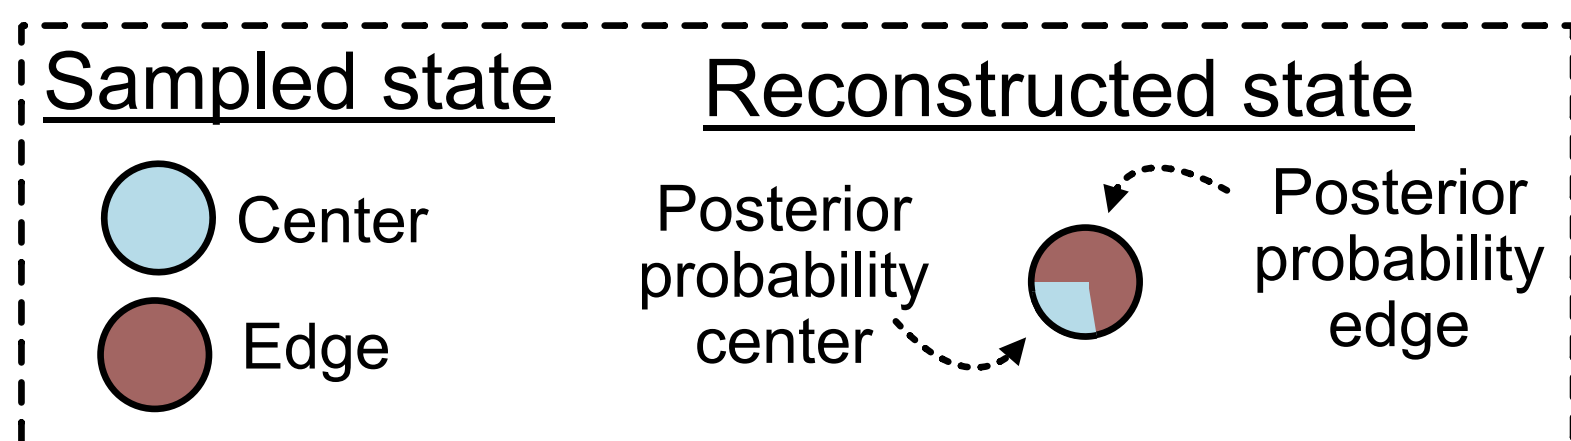 Sampled state
Center
Edge
Reconstructed state
Posterior
probability
center
Posterior
probability
edge